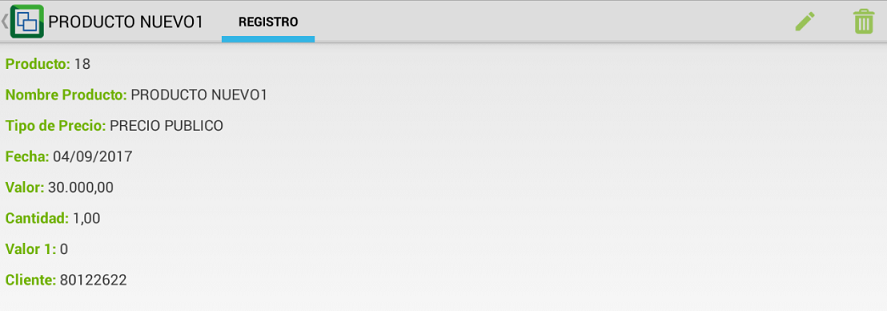 PRODUCTO NUEVO1 REGISTRO
Producto: 18
Nombre Producto: PRODUCTO NUEVO1
Tipo de Precio: PRECIO PUBLICO
Fecha: 04/09/2017
Valor: 30.000,00
Cantidad: 1,00
Valor 1: 0
Cliente: 80122622